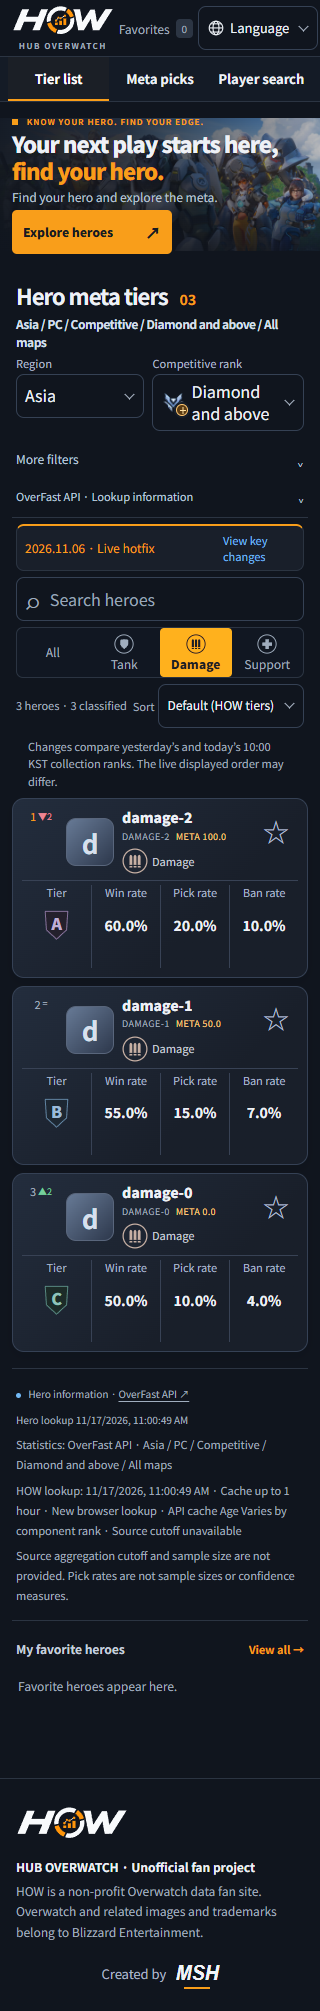 HOW
HUB OVERWATCH
Favorites 0
Language
Tier list Meta picks Player search
KNOW YOUR HERO. FIND YOUR EDGE.
Your next play starts here,
find your hero.
Find your hero and explore the meta.
Explore heroes ↗
Hero meta tiers 03
Asia / PC / Competitive / Diamond and above / All
maps
Region Competitive rank
Asia
Diamond
and above
More filters
OverFast API · Lookup information
2026.11.06 · Live hotfix
View key
changes
Search heroes
All
Tank
Damage
Support
3 heroes · 3 classified Sort Default (HOW tiers)
Changes compare yesterday's and today's 10:00
KST collection ranks. The live displayed order may
differ.
1 ▼2
d
damage-2
DAMAGE-2 META 100.0
Damage
Tier Win rate Pick rate Ban rate
A 60.0% 20.0% 10.0%
2 =
d
damage-1
DAMAGE-1 META 50.0
Damage
Tier Win rate Pick rate Ban rate
B 55.0% 15.0% 7.0%
3 ▲2
d
damage-0
DAMAGE-0 META 0.0
Damage
Tier Win rate Pick rate Ban rate
C 50.0% 10.0% 4.0%
Hero information · OverFast API ↗
Hero lookup 11/17/2026, 11:00:49 AM
Statistics: OverFast API · Asia / PC / Competitive /
Diamond and above / All maps
HOW lookup: 11/17/2026, 11:00:49 AM · Cache up to 1
hour · New browser lookup · API cache Age Varies by
component rank · Source cutoff unavailable
Source aggregation cutoff and sample size are not
provided. Pick rates are not sample sizes or confidence
measures.
My favorite heroes View all →
Favorite heroes appear here.
HOW
HUB OVERWATCH · Unofficial fan project
HOW is a non-profit Overwatch data fan site.
Overwatch and related images and trademarks
belong to Blizzard Entertainment.
Created by MSH